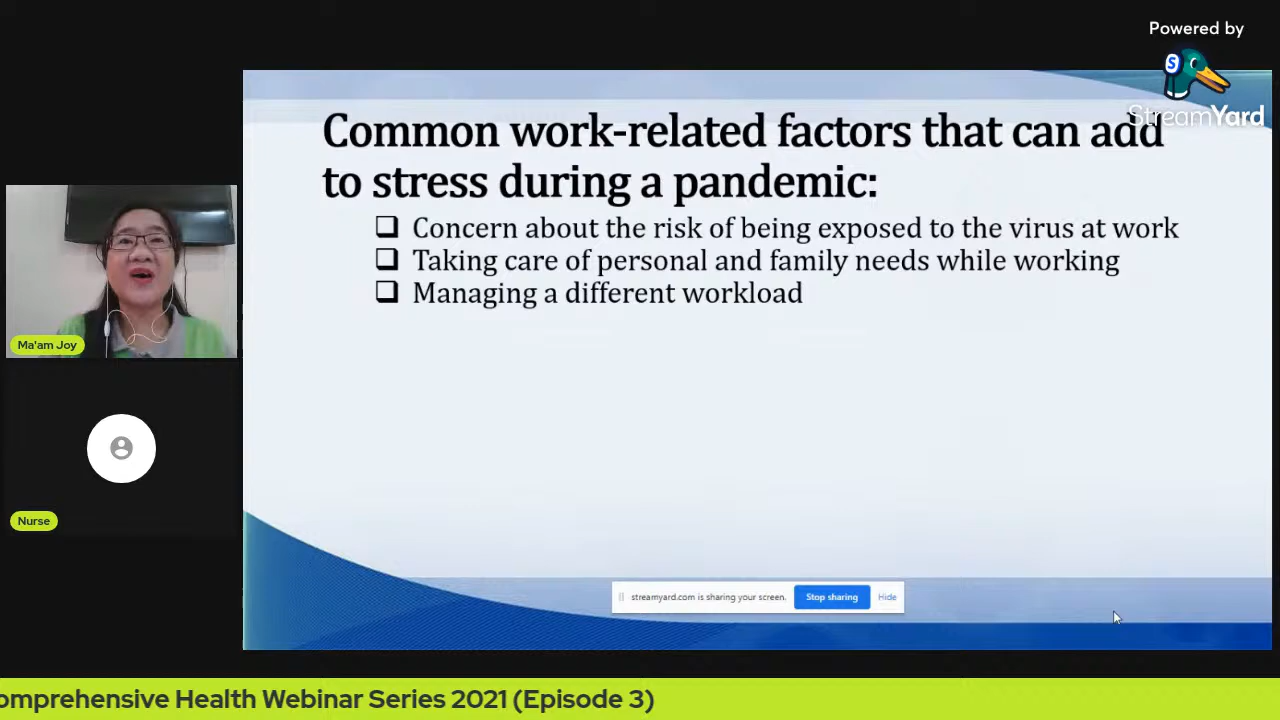 Powered by
StreamYard
Common work-related factors that can add
to stress during a pandemic:
❑ Concern about the risk of being exposed to the virus at work
❑ Taking care of personal and family needs while working
❑ Managing a different workload
Ma'am Joy
Nurse
streamyard.com is sharing your screen.
Stop sharing
Hide
omprehensive Health Webinar Series 2021 (Episode 3)